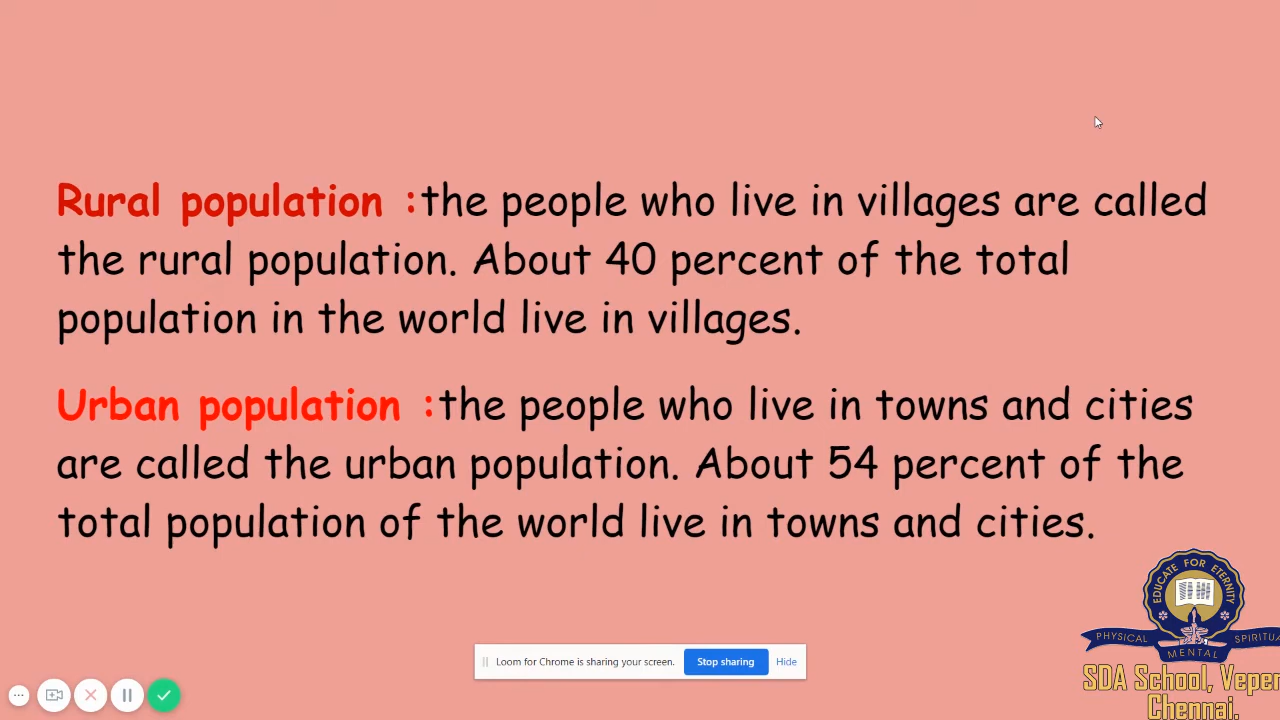 Rural population :the people who live in villages are called
the rural population. About 40 percent of the total
population in the world live in villages.
Urban population :the people who live in towns and cities
are called the urban population. About 54 percent of the
total population of the world live in towns and cities.
EDUCATE FOR ETERNITY
PHYSICAL
MENTAL
SDA School,
Chennai.
Loom for Chrome is sharing your screen.
Stop sharing
Hide